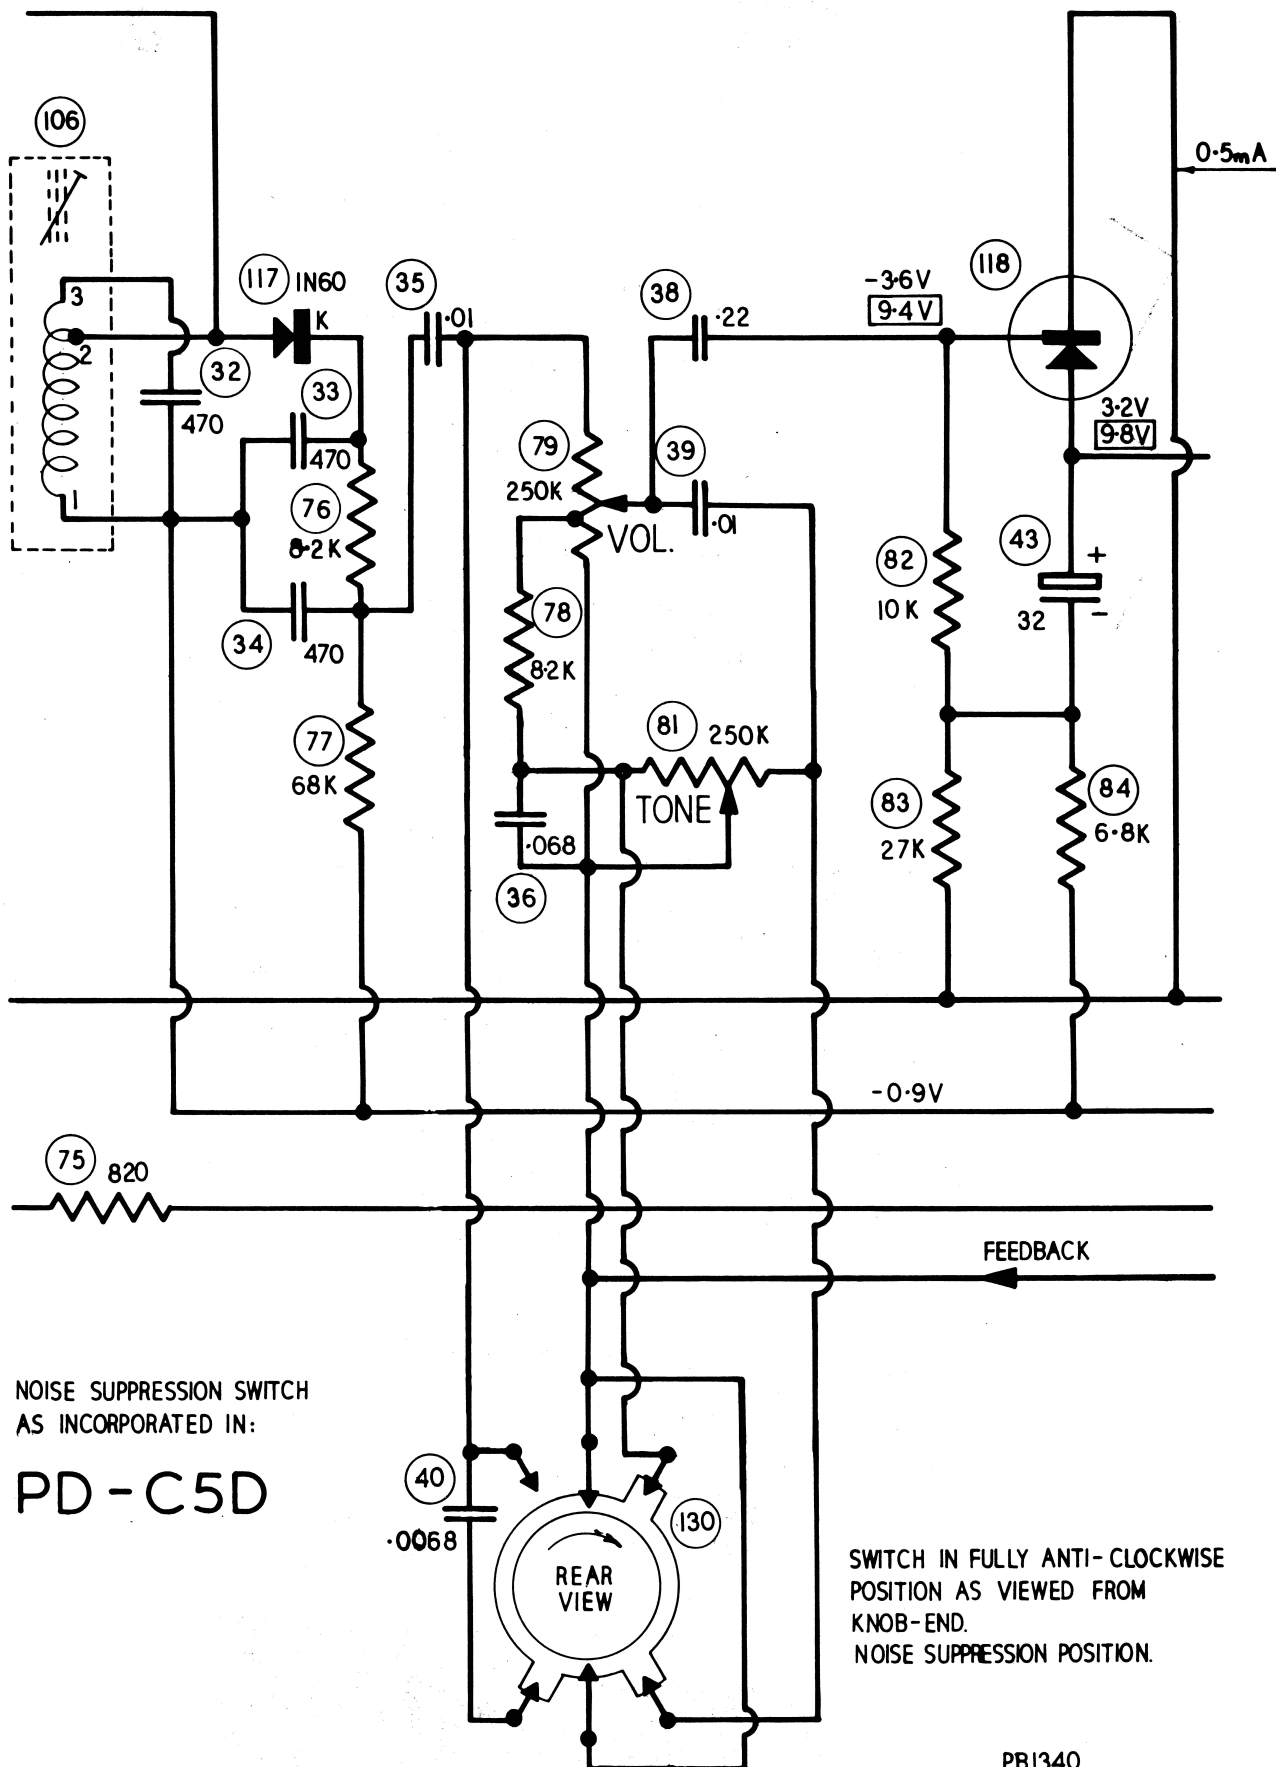 106
0·5mA
117 1N60
K
35
·01
38
·22
-3·6V
9·4V
118
3
2
32
470
33
470
3·2V
9·8V
79
250K
39
·01
VOL.
1
76
8·2K
82
10K
43
+
32
-
34
470
78
8·2K
77
68K
81 250K
TONE
83
27K
84
6·8K
·068
36
-0·9V
75 820
FEEDBACK
NOISE SUPPRESSION SWITCH
AS INCORPORATED IN:
PD-C5D
40
·0068
130
REAR
VIEW
SWITCH IN FULLY ANTI-CLOCKWISE
POSITION AS VIEWED FROM
KNOB-END.
NOISE SUPPRESSION POSITION.
PB1340